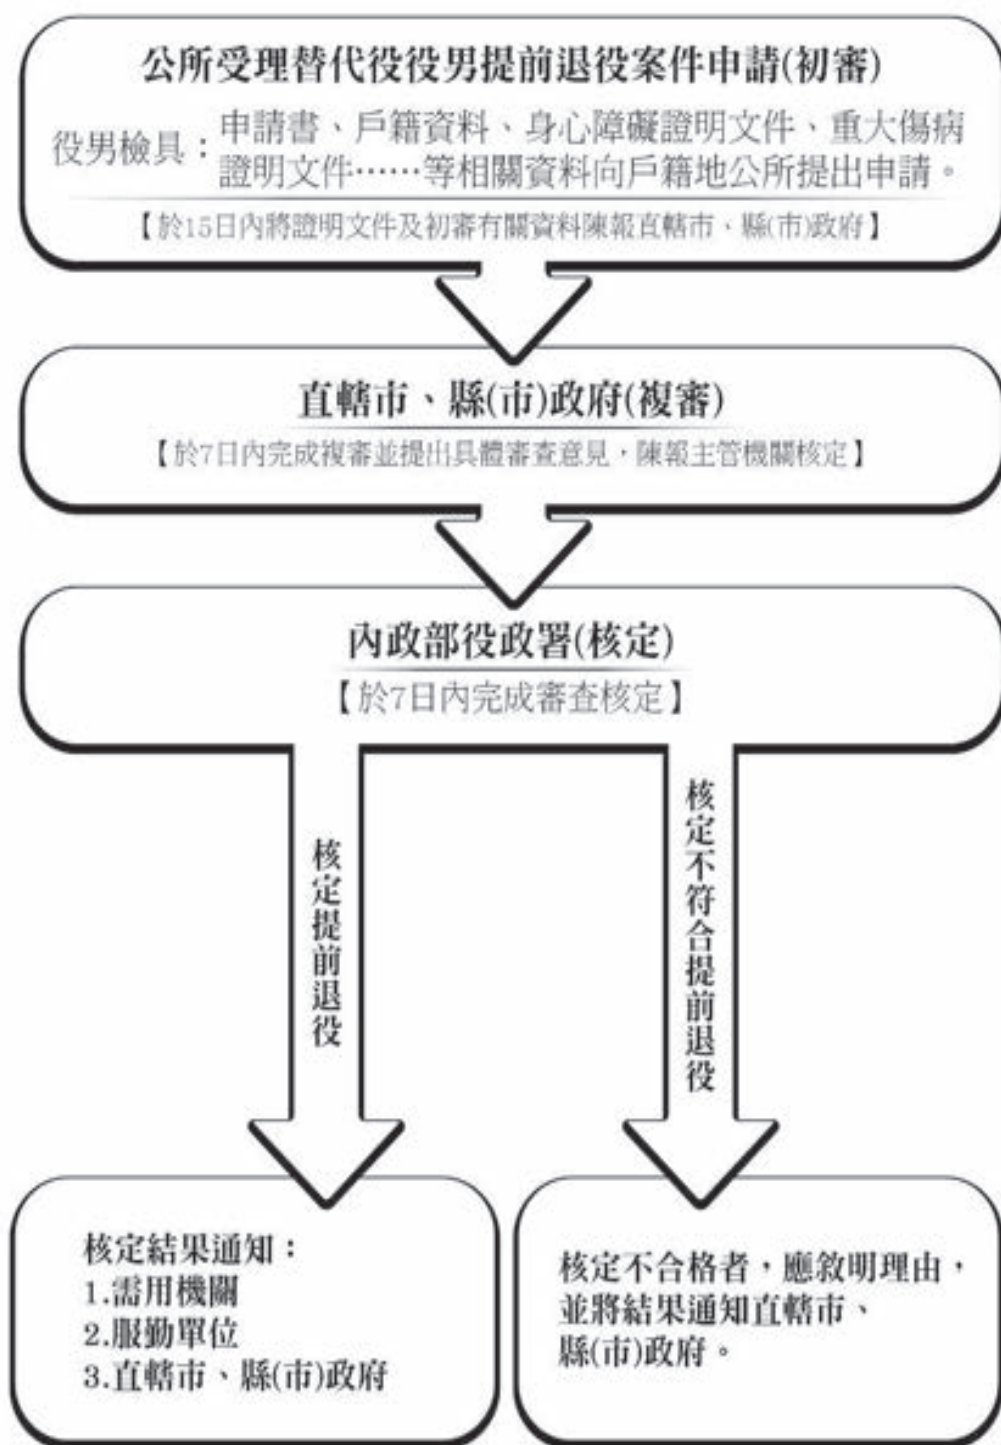 公所受理替代役役男提前退役案件申請(初審)
役男檢具：申請書、戶籍資料、身心障礙證明文件、重大傷病
證明文件……等相關資料向戶籍地公所提出申請。
【於15日內將證明文件及初審有關資料陳報直轄市、縣(市)政府】
直轄市、縣(市)政府(複審)
【於7日內完成複審並提出具體審查意見，陳報主管機關核定】
內政部役政署(核定)
【於7日內完成審查核定】
核定提前退役
核定不符合提前退役
核定結果通知：
1.需用機關
2.服勤單位
3.直轄市、縣(市)政府
核定不合格者，應敘明理由，
並將結果通知直轄市、
縣(市)政府。